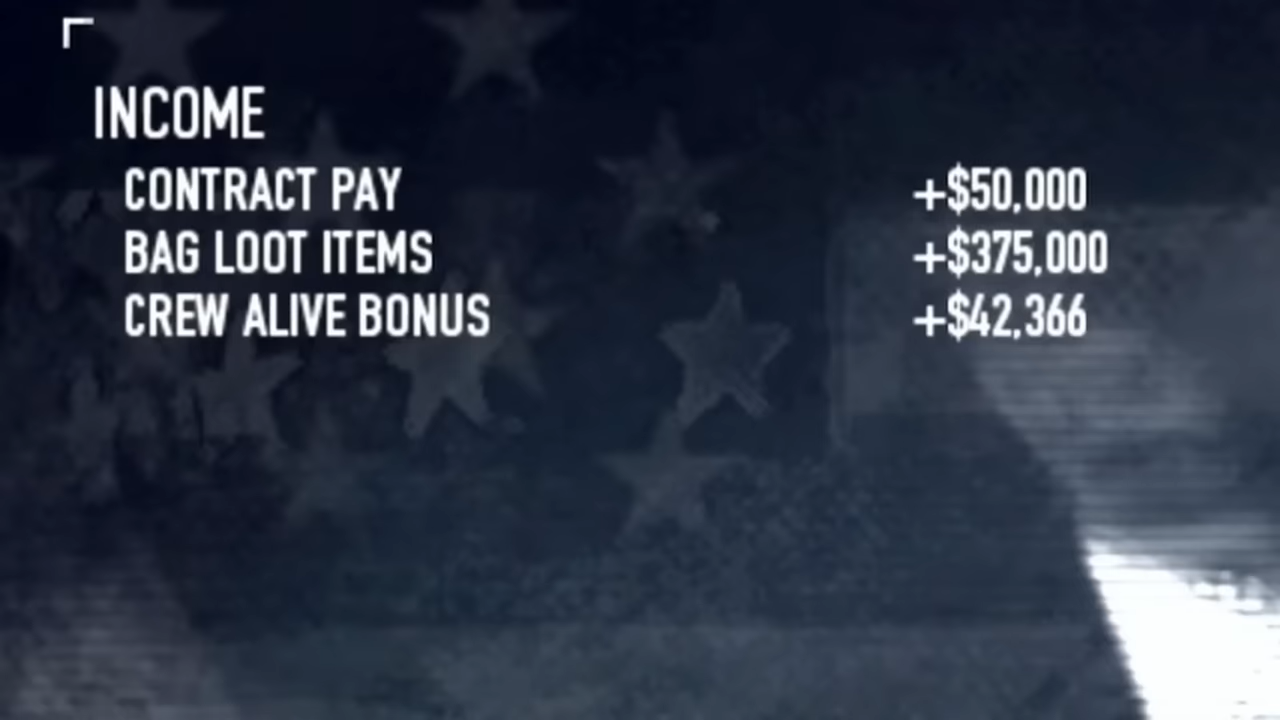 INCOME
CONTRACT PAY +$50,000
BAG LOOT ITEMS +$375,000
CREW ALIVE BONUS +$42,366